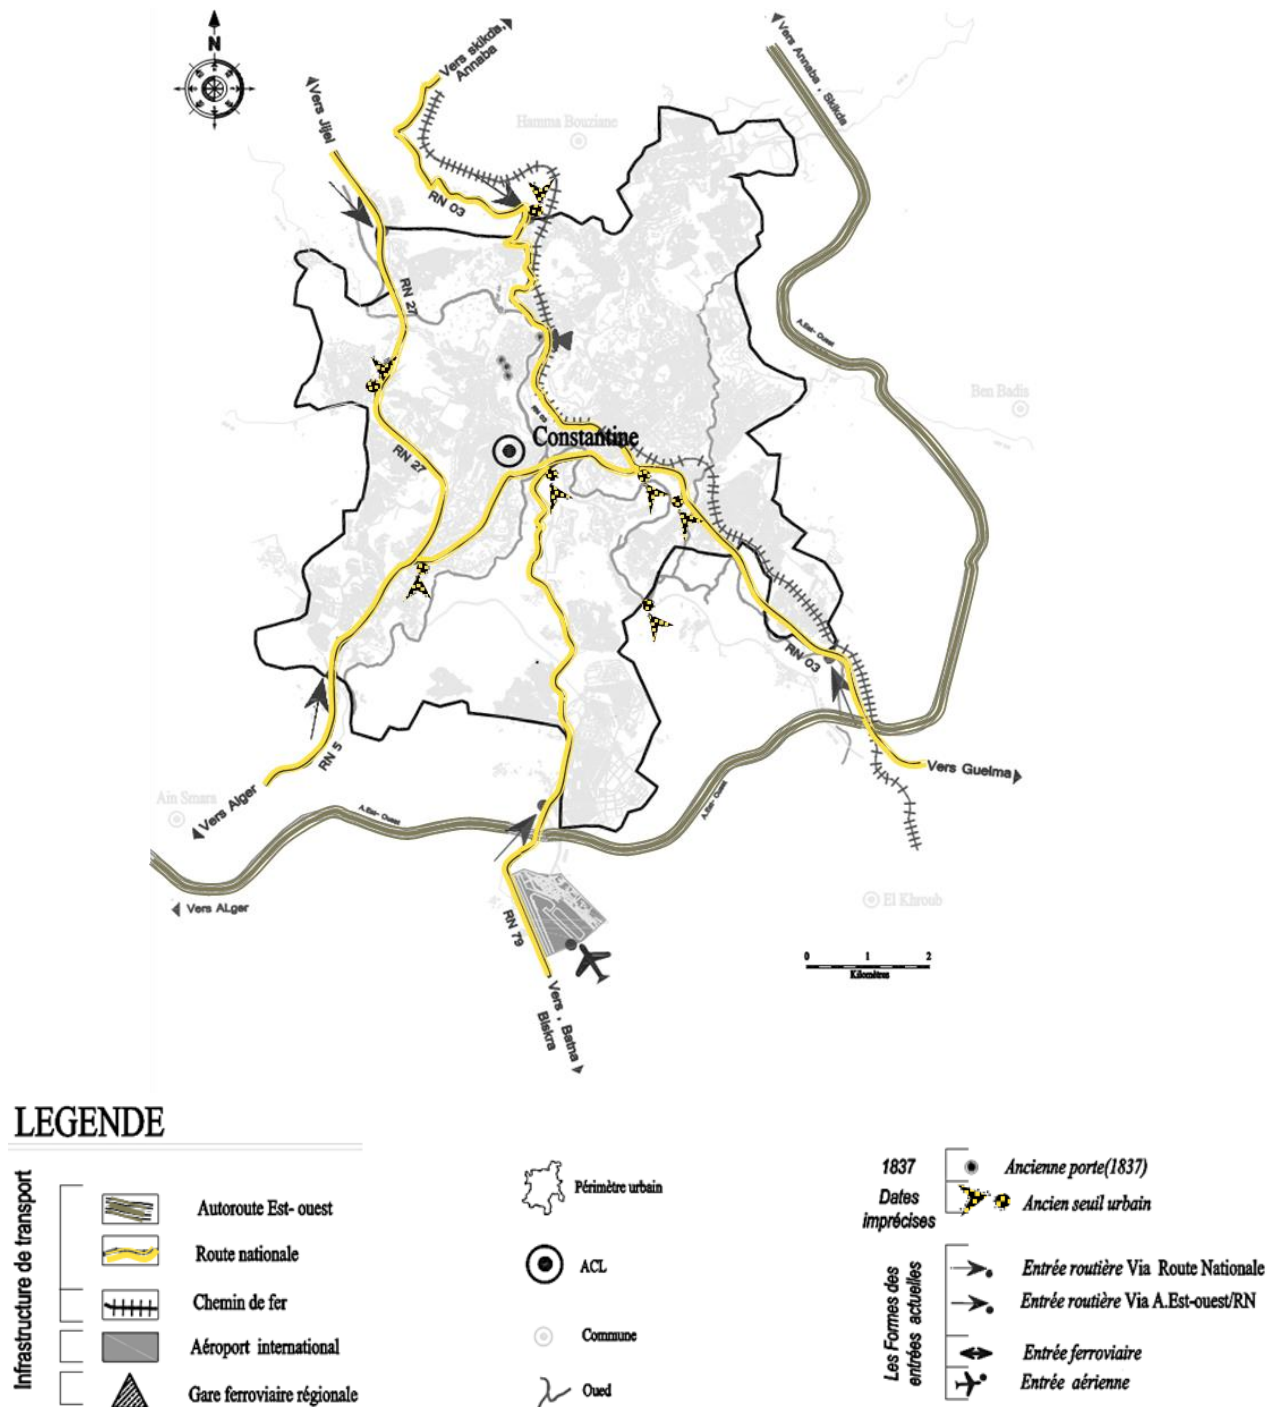 N
Vers skikda,
Annaba
Vers Annaba , Skikda
Vers Jijel
Hamma Bouziane
RN 03
RN 27
A.Est- Ouest
Ben Badis
RN 03
Constantine
RN 27
RN 03
RN 5
Vers Guelma
Ain Smara
Vers Alger
A.Est- Ouest
A.Est- Ouest
Vers ALger
El Khroub
RN 79
0 1 2
Kilomètres
Vers , Batna
Biskra
LEGENDE
Infrastructure de transport
Autoroute Est- ouest
Route nationale
Chemin de fer
Aéroport international
Gare ferroviaire régionale
Périmètre urbain
ACL
Commune
Oued
1837
Ancienne porte(1837)
Dates
imprécises
Ancien seuil urbain
Les Formes des
entrées actuelles
Entrée routière Via Route Nationale
Entrée routière Via A.Est-ouest/RN
Entrée ferroviaire
Entrée aérienne